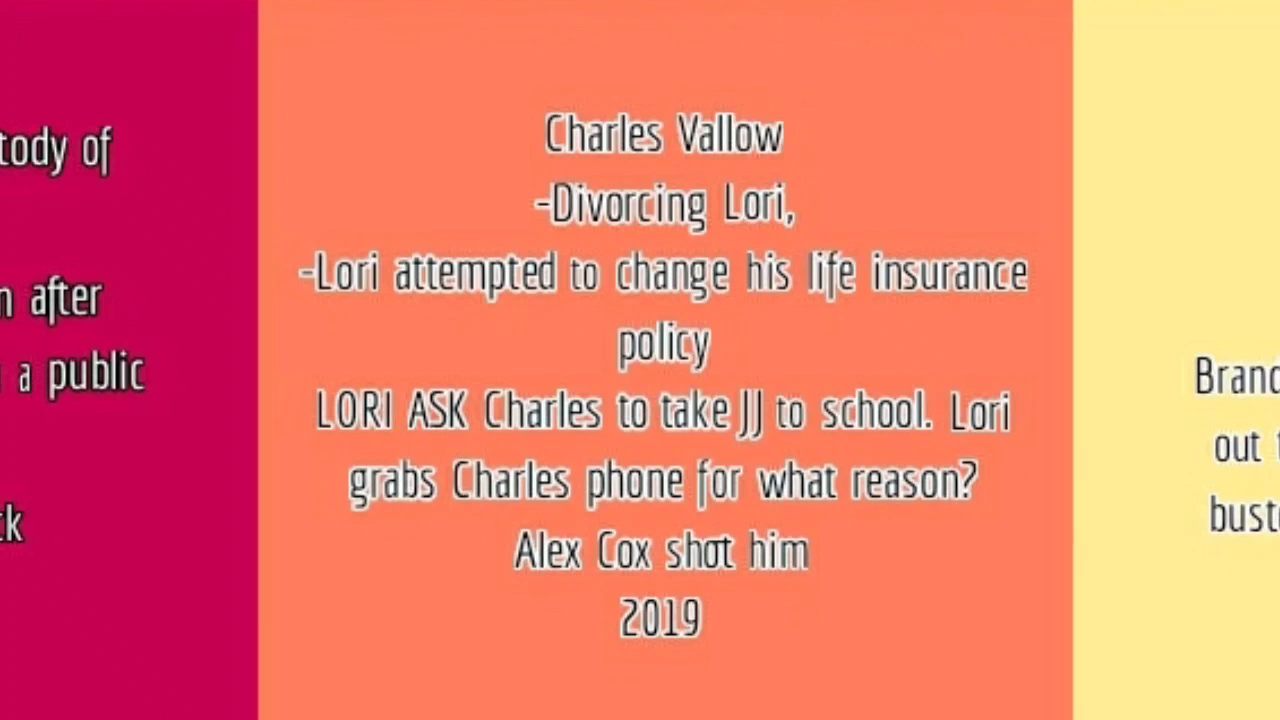 tody of
after
a public
ck
Charles Vallow
-Divorcing Lori,
-Lori attempted to change his life insurance
policy
LORI ASK Charles to take JJ to school. Lori
grabs Charles phone for what reason?
Alex Cox shot him
2019
Brand
out
bust